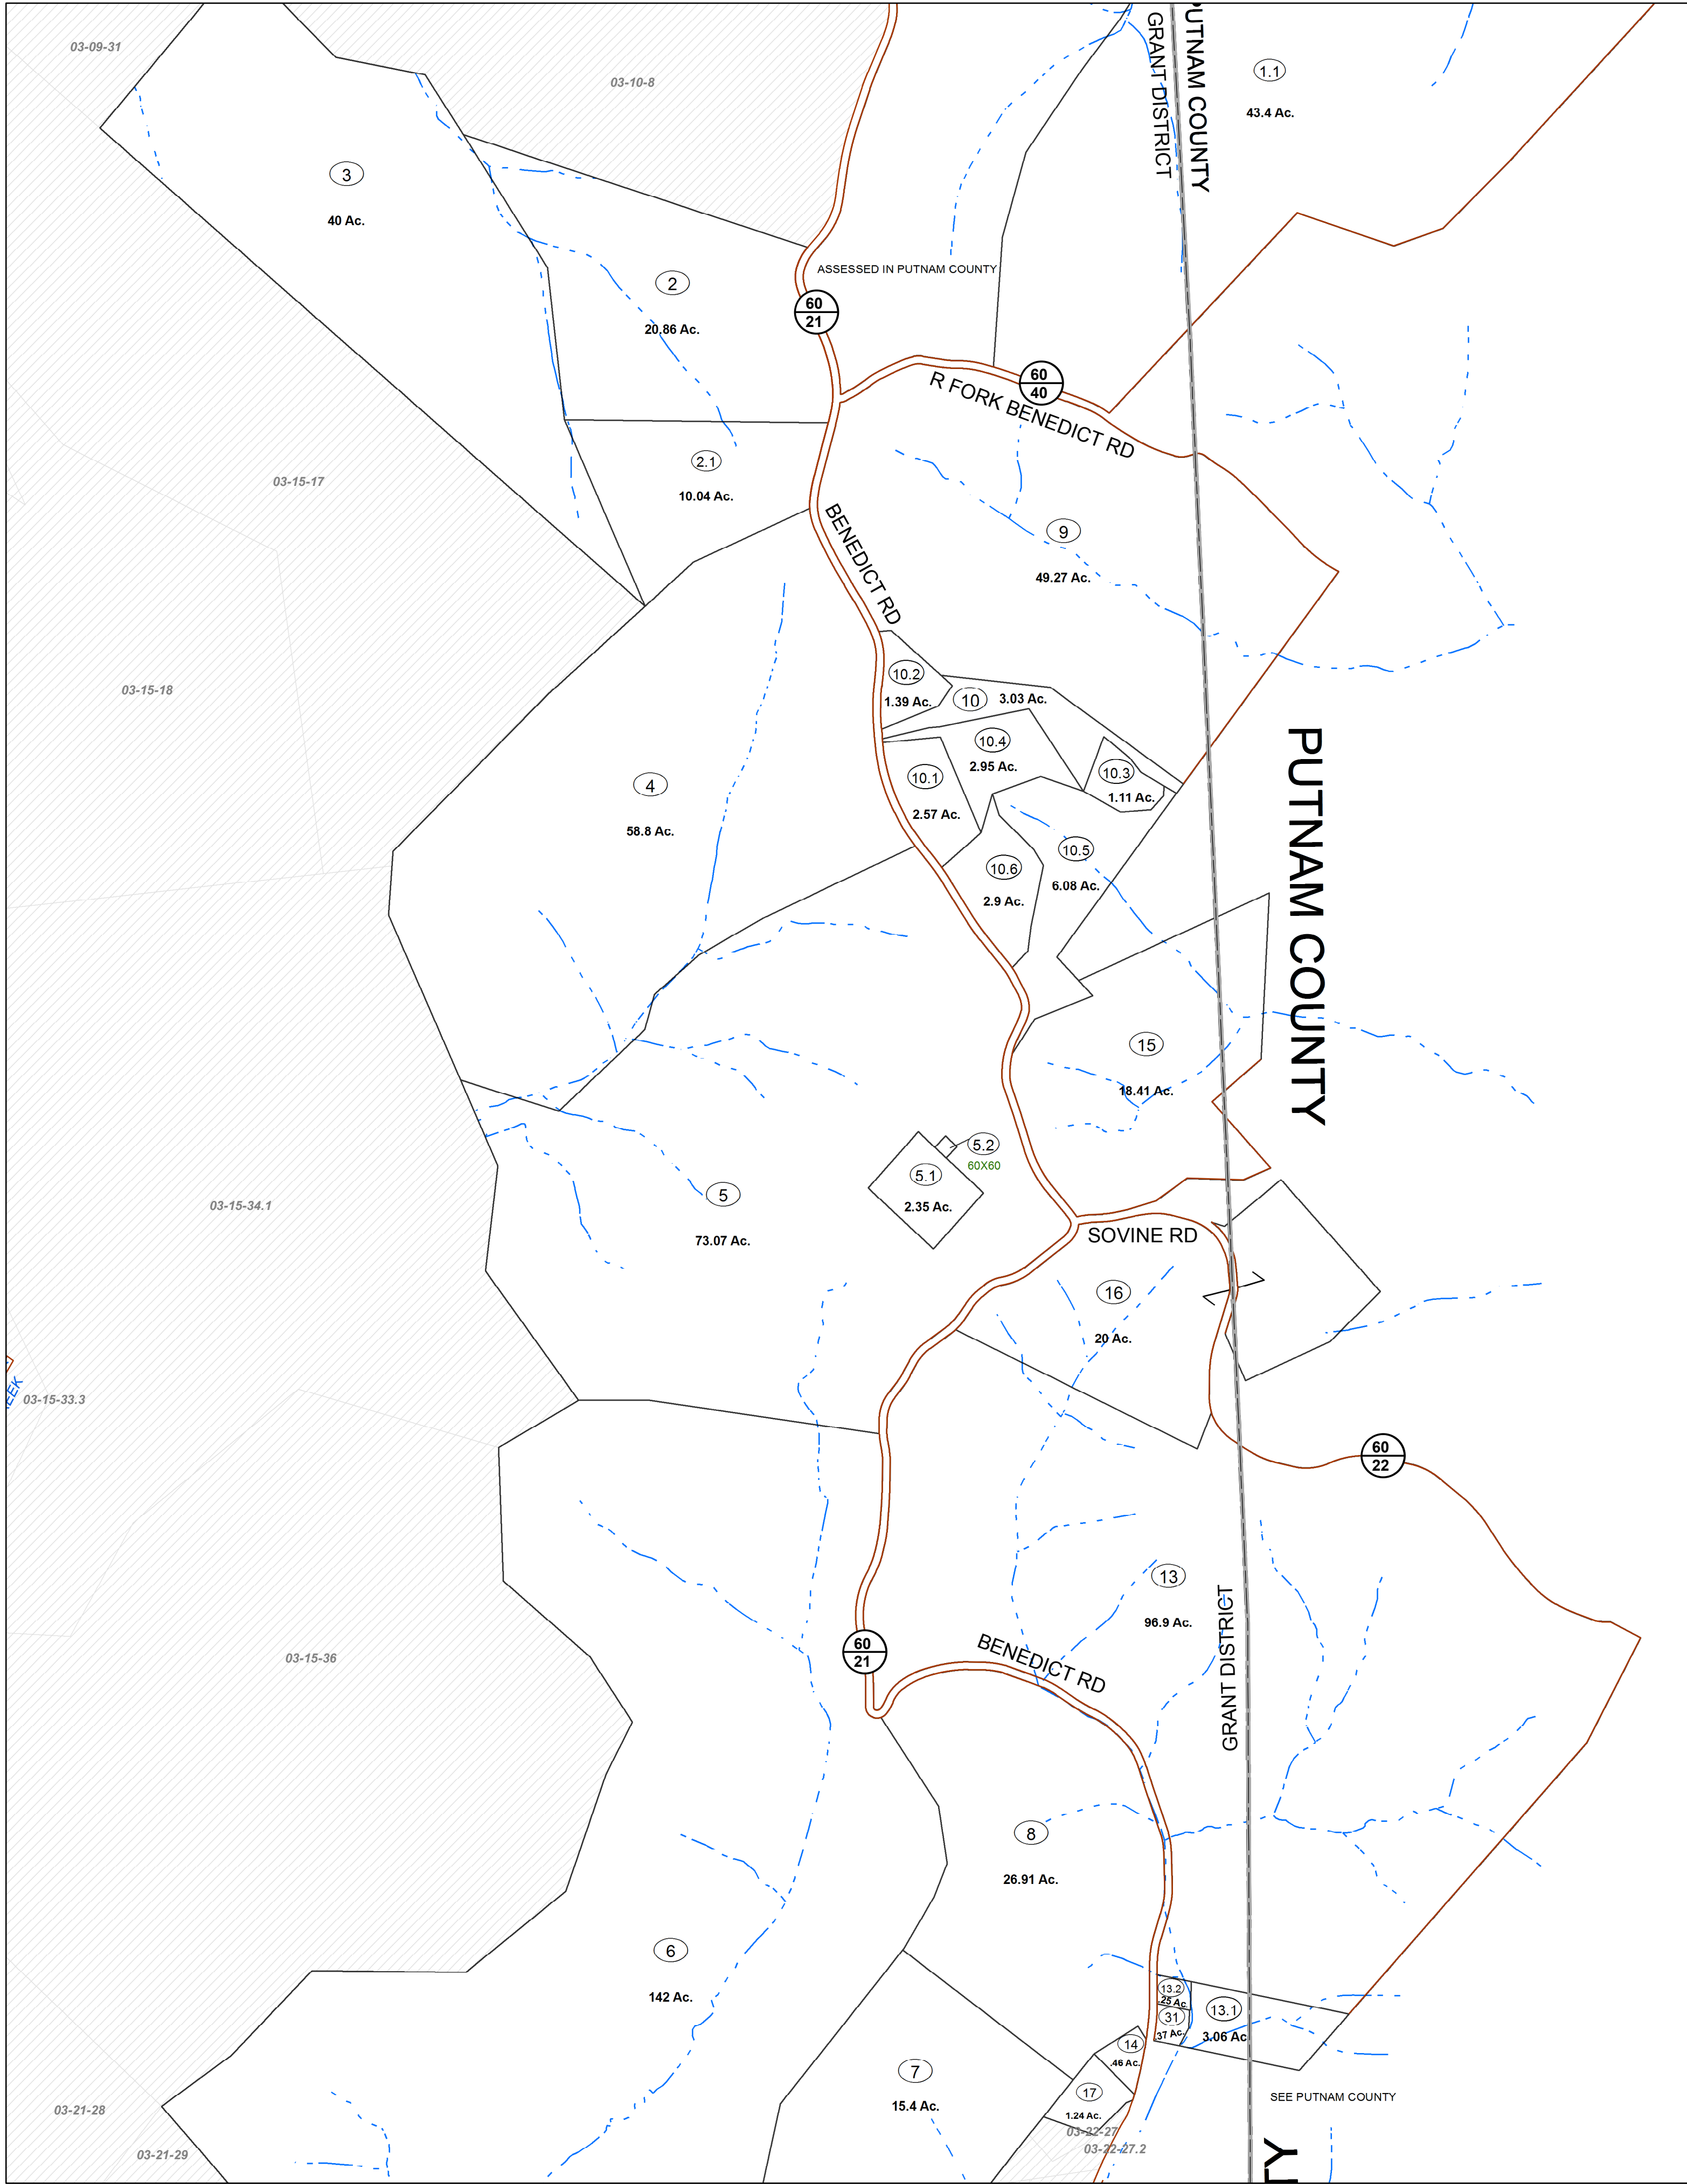 03-09-31
03-10-8
GRANT DISTRICT
PUTNAM COUNTY
1.1
43.4 Ac.
3
40 Ac.
2
20.86 Ac.
ASSESSED IN PUTNAM COUNTY
60
21
60
40
R FORK BENEDICT RD
2.1
10.04 Ac.
03-15-17
BENEDICT RD
9
49.27 Ac.
03-15-18
10.2
1.39 Ac.
10
3.03 Ac.
10.4
2.95 Ac.
10.3
1.11 Ac.
10.1
2.57 Ac.
4
58.8 Ac.
10.5
6.08 Ac.
10.6
2.9 Ac.
PUTNAM COUNTY
15
18.41 Ac.
5.2
60X60
5.1
2.35 Ac.
5
73.07 Ac.
03-15-34.1
SOVINE RD
16
20 Ac.
EEK
03-15-33.3
60
22
13
96.9 Ac.
GRANT DISTRICT
60
21
BENEDICT RD
03-15-36
8
26.91 Ac.
6
142 Ac.
13.2
.25 Ac.
31
.37 Ac.
13.1
3.06 Ac
14
.46 Ac.
7
15.4 Ac.
17
1.24 Ac.
SEE PUTNAM COUNTY
03-21-28
03-22-27
03-22-27.2
03-21-29
TY